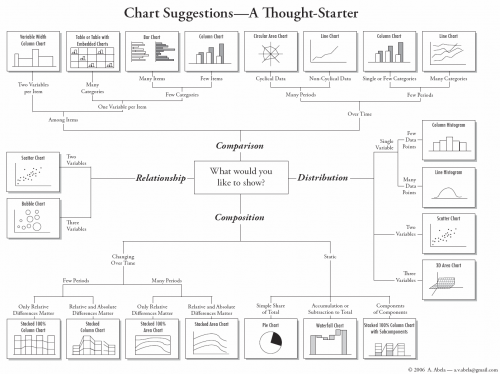 Chart Suggestions—A Thought-Starter
Variable Width
Column Chart
Table or Table with
Embedded Charts
Bar Chart
Column Chart
Circular Area Chart
Line Chart
Column Chart
Line Chart
Two Variables
per Item
Many
Categories
Many Items
Few Items
Cyclical Data
Non-Cyclical Data
Single or Few Categories
Many Categories
Few Categories
Many Periods
Few Periods
One Variable per Item
Among Items
Over Time
Comparison
What would you
like to show?
Relationship
Scatter Chart
Two
Variables
Bubble Chart
Three
Variables
Distribution
Single
Variable
Few
Data
Points
Column Histogram
Many
Data
Points
Line Histogram
Two
Variables
Scatter Chart
Three
Variables
3D Area Chart
Composition
Changing
Over Time
Static
Few Periods
Many Periods
Only Relative
Differences Matter
Relative and Absolute
Differences Matter
Only Relative
Differences Matter
Relative and Absolute
Differences Matter
Simple Share
of Total
Accumulation or
Subtraction to Total
Components
of Components
Stacked 100%
Column Chart
Stacked
Column Chart
Stacked 100%
Area Chart
Stacked Area Chart
Pie Chart
Waterfall Chart
Stacked 100% Column Chart
with Subcomponents
© 2006 A. Abela — a.v.abela@gmail.com